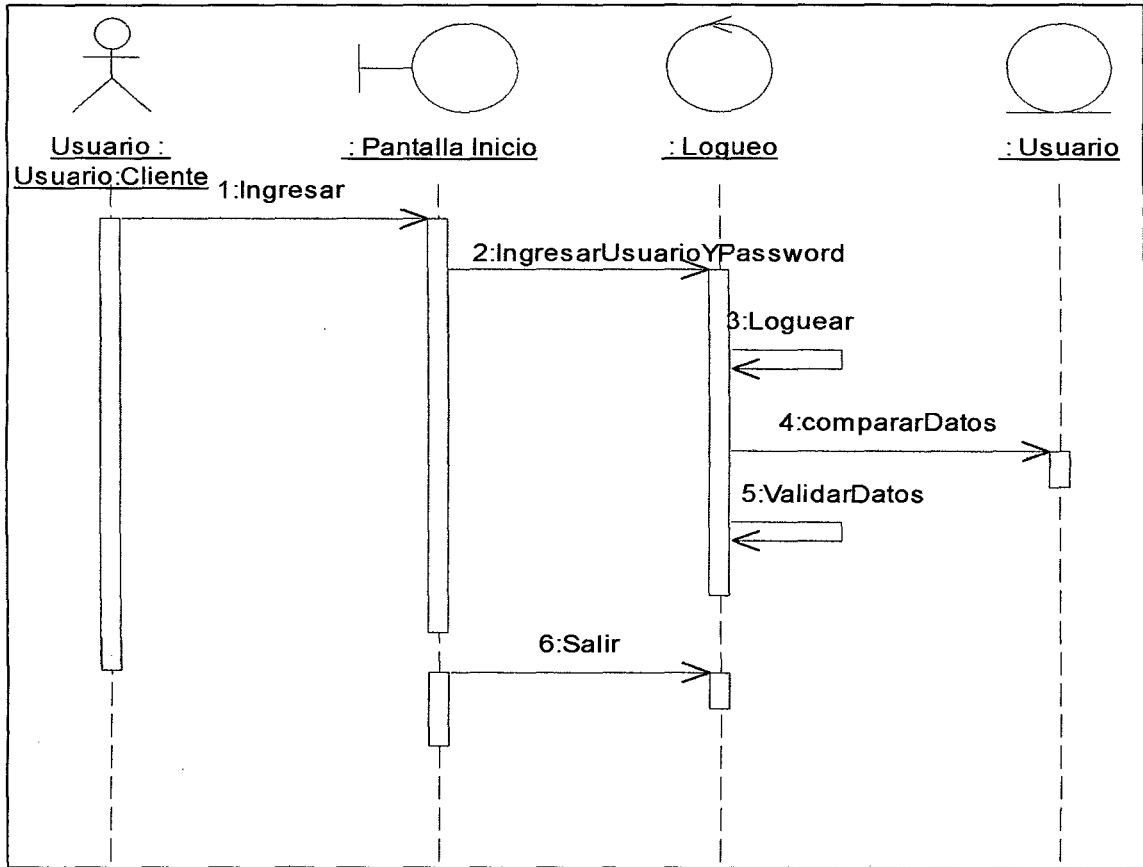 Usuario :
Usuario:Cliente
: Pantalla Inicio
: Logueo
: Usuario
1:Ingresar
2:IngresarUsuarioYPassword
3:Loguear
4:compararDatos
5:ValidarDatos
6:Salir